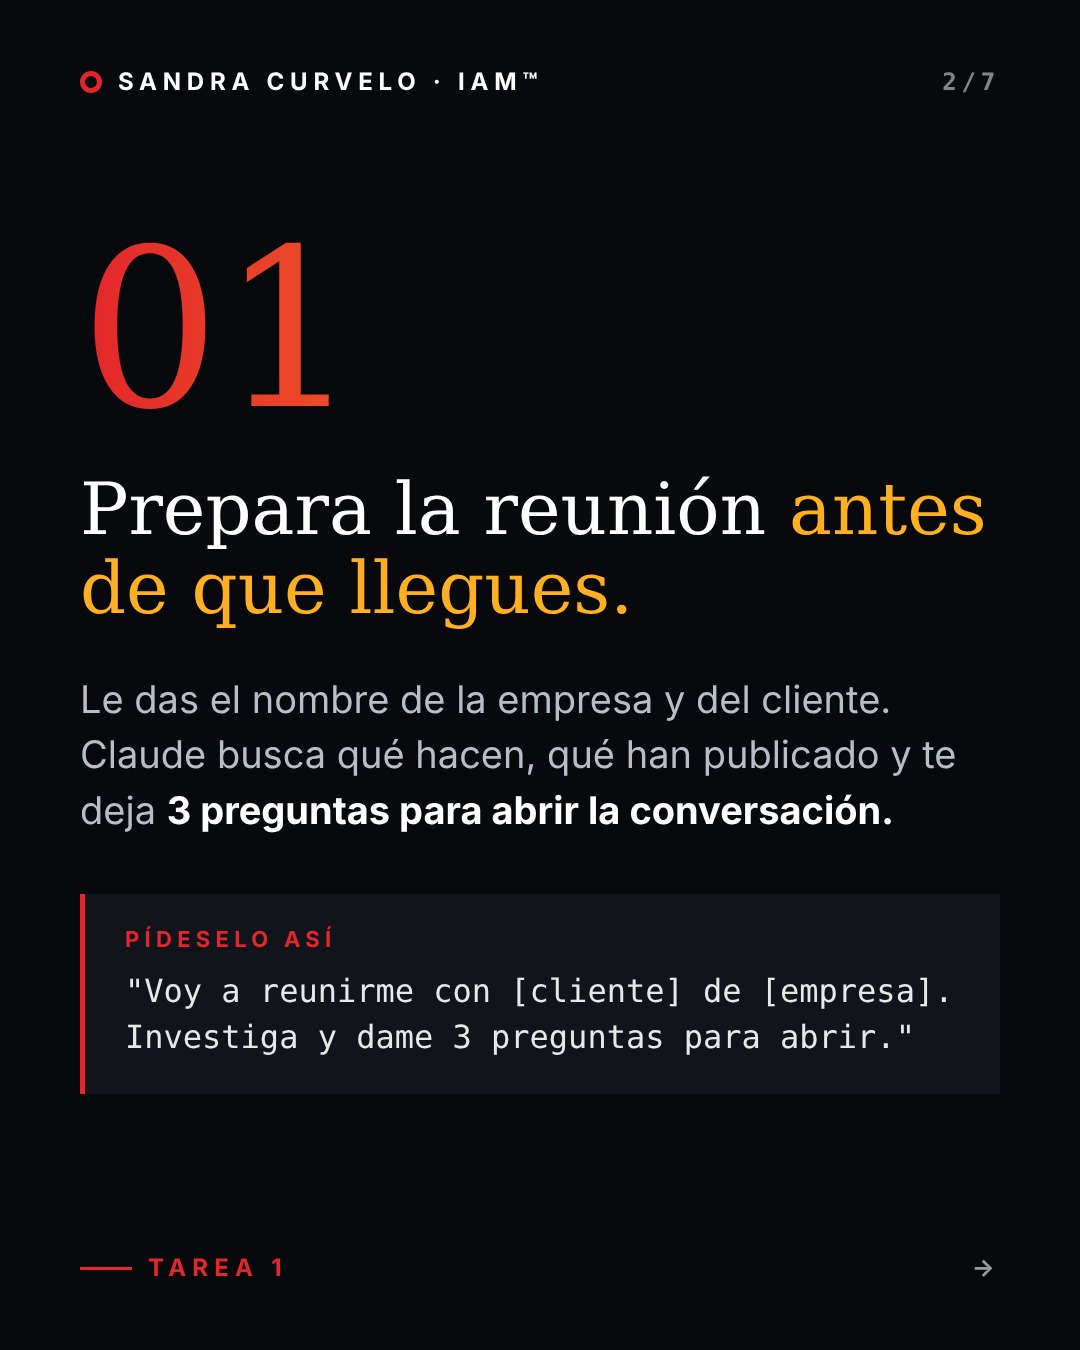 SANDRA CURVELO · IAM™
2/7
01
Prepara la reunión antes
de que llegues.
Le das el nombre de la empresa y del cliente.
Claude busca qué hacen, qué han publicado y te
deja 3 preguntas para abrir la conversación.
PÍDESELO ASÍ
"Voy a reunirme con [cliente] de [empresa].
Investiga y dame 3 preguntas para abrir."
TAREA 1
→